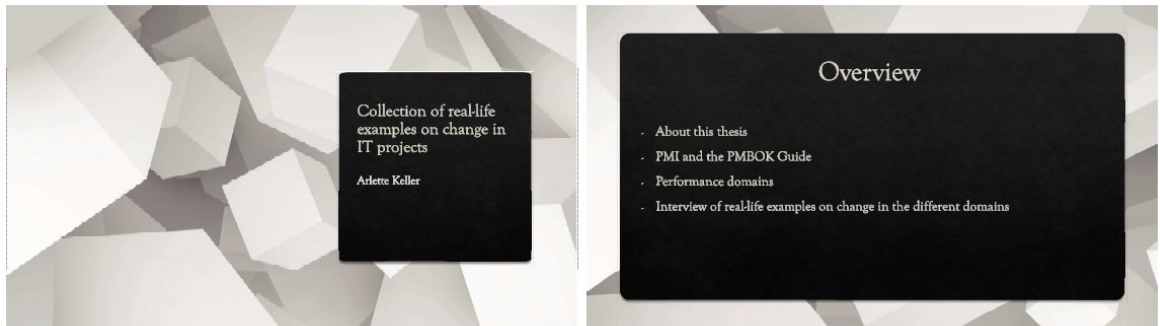 Collection of real-life
examples on change in
IT projects
Arlette Keller
Overview
- About this thesis
- PMI and the PMBOK Guide
- Performance domains
- Interview of real-life examples on change in the different domains